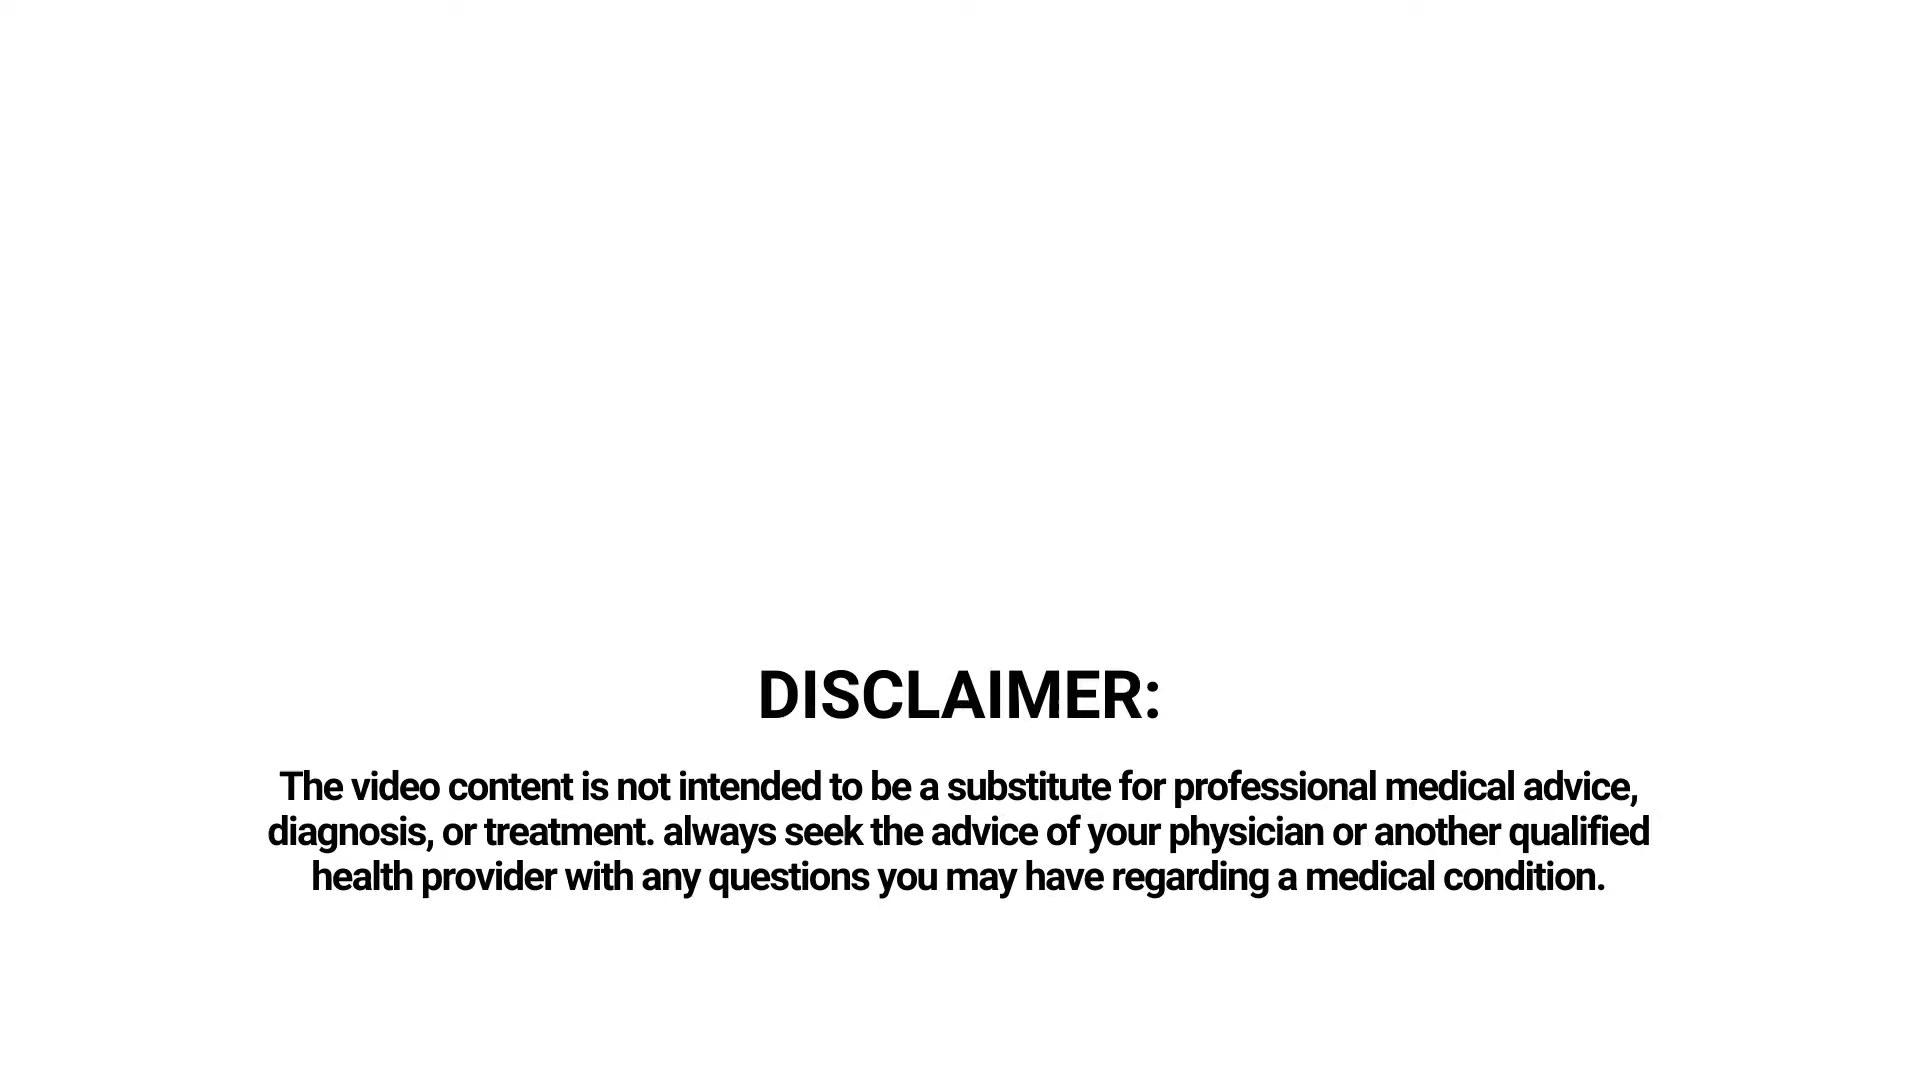 DISCLAIMER:
The video content is not intended to be a substitute for professional medical advice,
diagnosis, or treatment. always seek the advice of your physician or another qualified
health provider with any questions you may have regarding a medical condition.